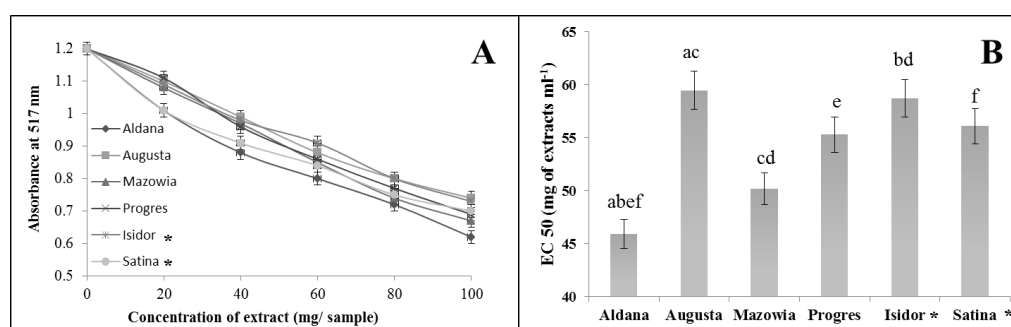 A
Absorbance at 517 nm
1.2
1.1
1
0.9
0.8
0.7
0.6
0.5
Aldana
Augusta
Mazowia
Progres
Isidor *
Satina *
0 20 40 60 80 100
Concentration of extract (mg/ sample)
B
EC 50 (mg of extracts ml-1)
65
60
55
50
45
40
abef ac cd e bd f
Aldana Augusta Mazowia Progres Isidor * Satina *